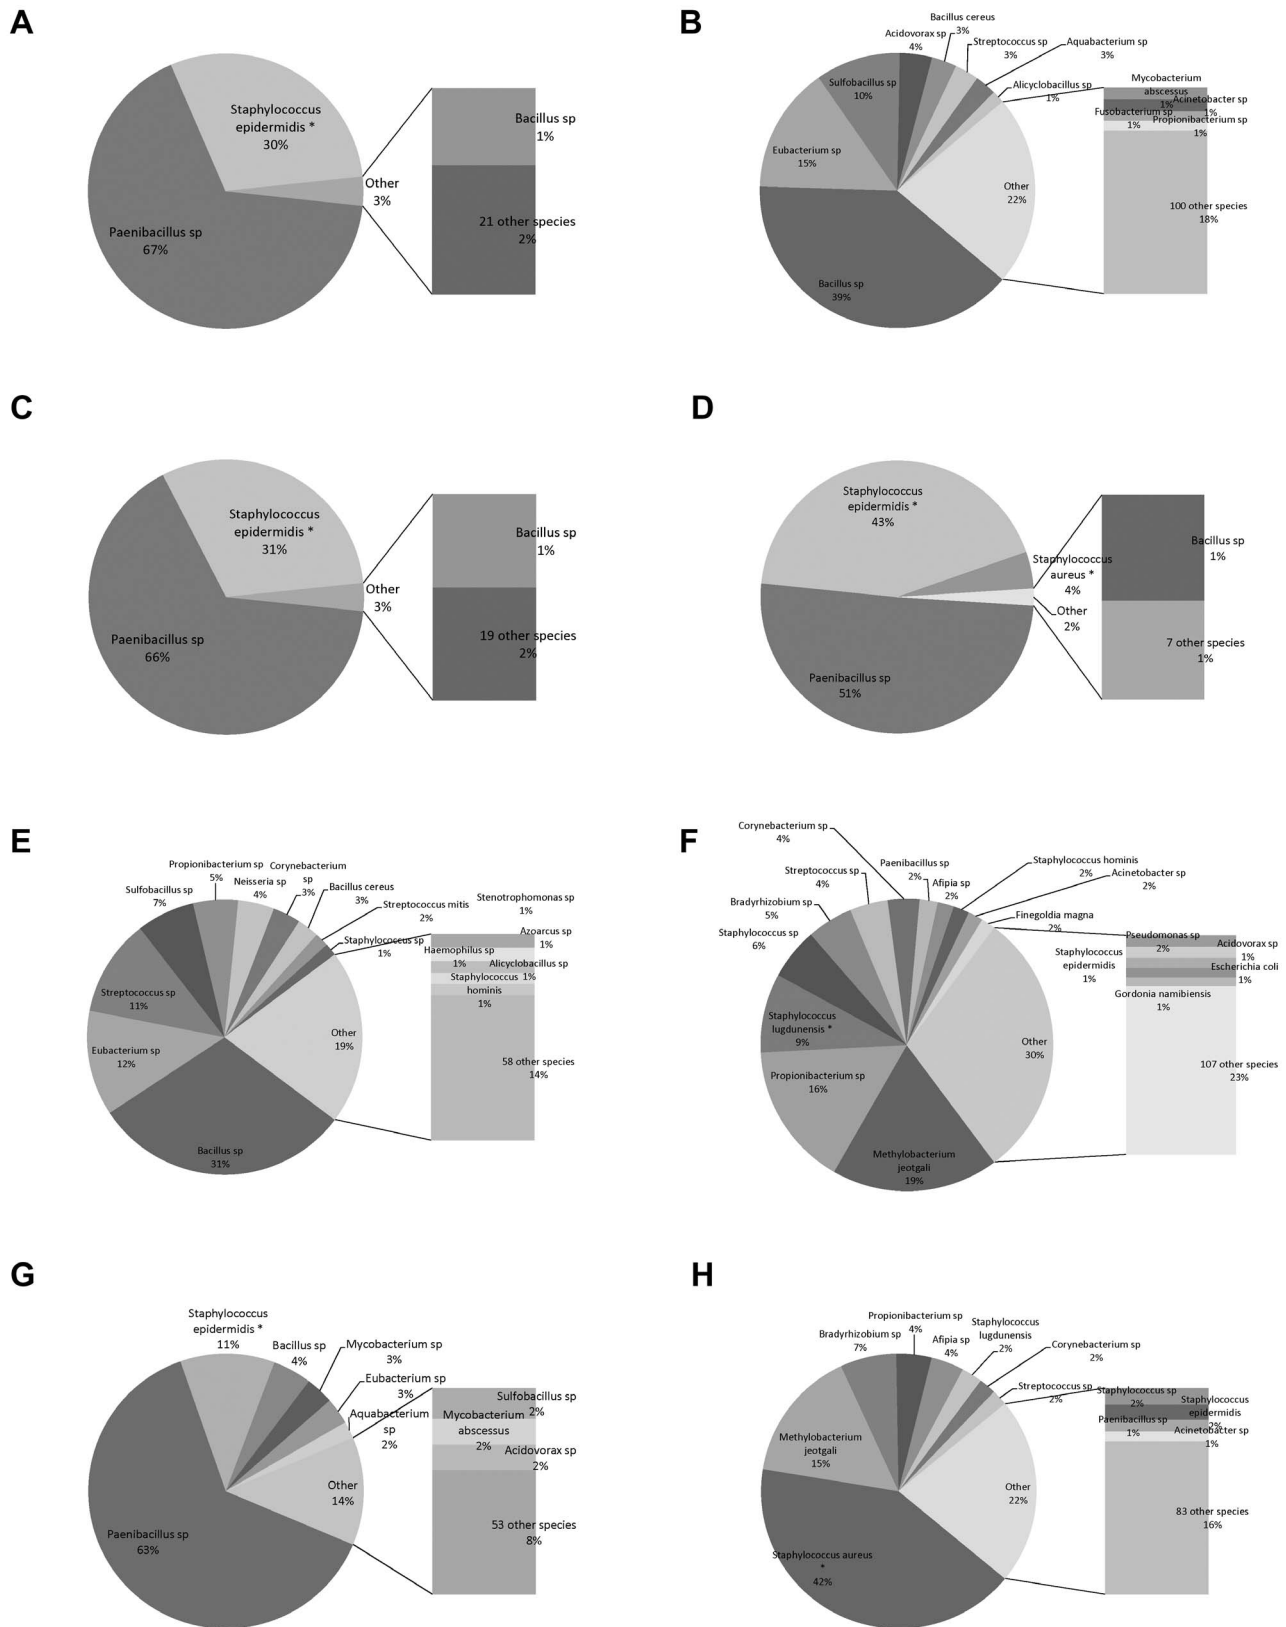 A
Staphylococcus
epidermidis *
30%
Other
3%
Paenibacillus sp
67%
Bacillus sp
1%
21 other species
2%
B
Bacillus cereus
3%
Acidovorax sp
4%
Streptococcus sp
3%
Aquabacterium sp
3%
Sulfobacillus sp
10%
Alicyclobacillus sp
1%
Eubacterium sp
15%
Other
22%
Bacillus sp
39%
Mycobacterium
abscessus
1%
Acinetobacter sp
1%
Fusobacterium sp
1%
Propionibacterium sp
1%
100 other species
18%
C
Staphylococcus
epidermidis *
31%
Other
3%
Paenibacillus sp
66%
Bacillus sp
1%
19 other species
2%
D
Staphylococcus
epidermidis *
43%
Staphylococcus
aureus *
4%
Other
2%
Paenibacillus sp
51%
Bacillus sp
1%
7 other species
1%
E
Propionibacterium sp
5%
Corynebacterium
sp
3%
Neisseria sp
4%
Sulfobacillus sp
7%
Bacillus cereus
3%
Streptococcus mitis
2%
Staphylococcus sp
1%
Streptococcus sp
11%
Eubacterium sp
12%
Other
19%
Bacillus sp
31%
Stenotrophomonas sp
1%
Azoarcus sp
1%
Haemophilus sp
1%
Alicyclobacillus sp
1%
Staphylococcus
hominis
1%
58 other species
14%
F
Corynebacterium sp
4%
Streptococcus sp
4%
Paenibacillus sp
2%
Afipia sp
2%
Staphylococcus hominis
2%
Acinetobacter sp
2%
Bradyrhizobium sp
5%
Finegoldia magna
2%
Staphylococcus sp
6%
Staphylococcus
lugdunensis *
9%
Propionibacterium sp
16%
Other
30%
Methylobacterium
jeotgali
19%
Pseudomonas sp
2%
Acidovorax sp
1%
Staphylococcus
epidermidis
1%
Escherichia coli
1%
Gordonia namibiensis
1%
107 other species
23%
G
Staphylococcus
epidermidis *
11%
Bacillus sp
4%
Mycobacterium sp
3%
Eubacterium sp
3%
Aquabacterium
sp
2%
Other
14%
Paenibacillus sp
63%
Sulfobacillus sp
2%
Mycobacterium
abscessus
2%
Acidovorax sp
2%
53 other species
8%
H
Propionibacterium sp
4%
Staphylococcus
lugdunensis
2%
Bradyrhizobium sp
7%
Afipia sp
4%
Corynebacterium sp
2%
Streptococcus sp
2%
Methylobacterium
jeotgali
15%
Other
22%
Staphylococcus aureus
*
42%
Staphylococcus sp
2%
Staphylococcus
epidermidis
2%
Paenibacillus sp
1%
Acinetobacter sp
1%
83 other species
16%